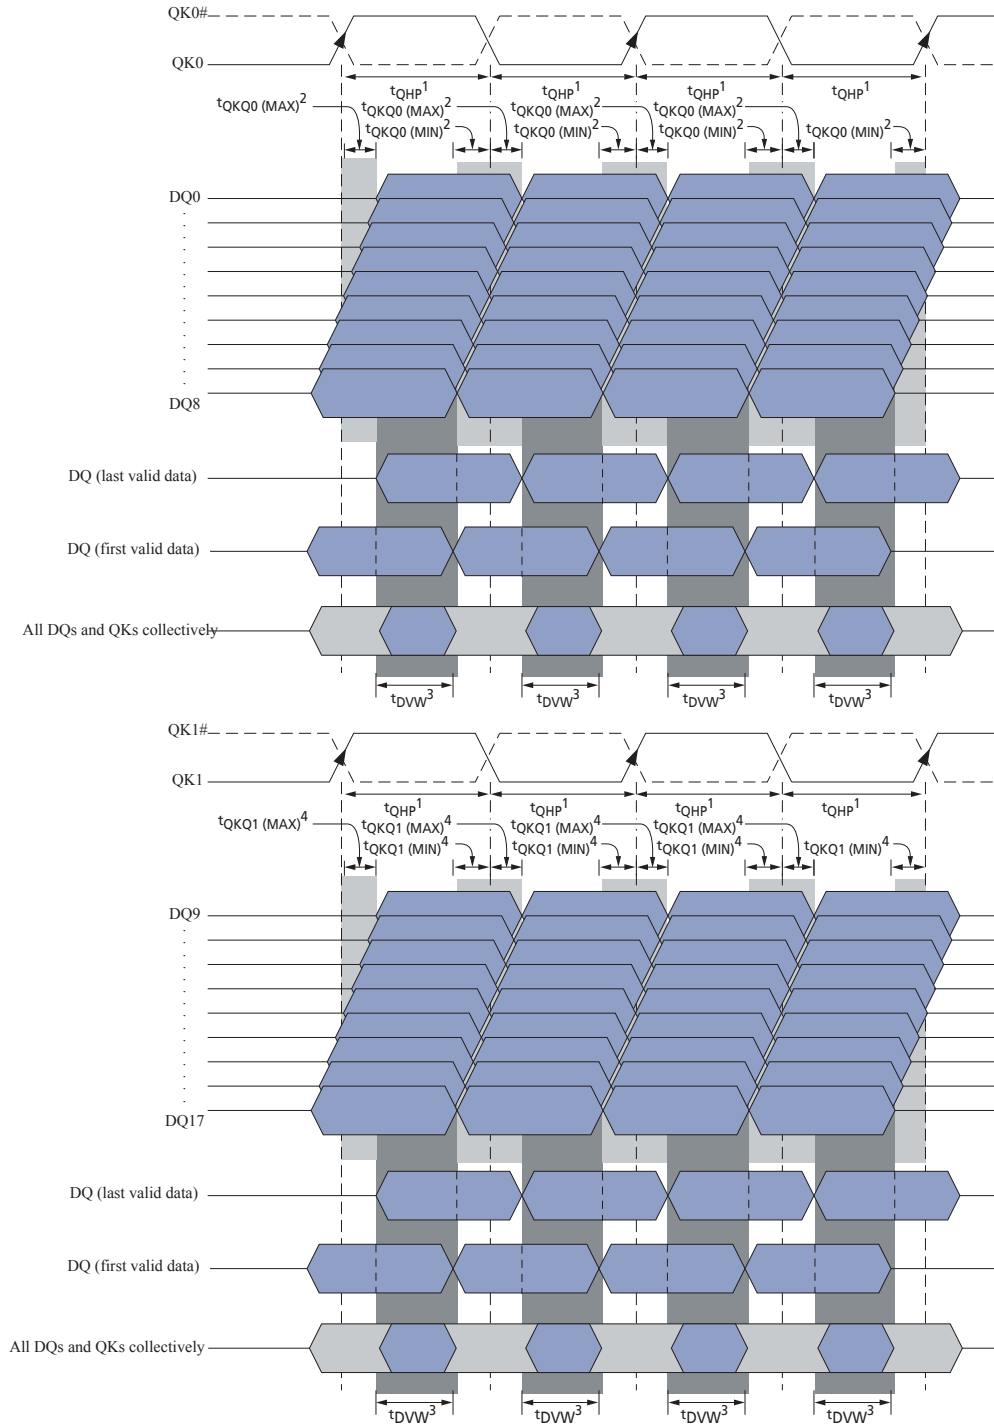 QK0#
QK0
tQHP1 tQHP1 tQHP1 tQHP1
tQKQ0 (MAX)2 tQKQ0 (MAX)2 tQKQ0 (MAX)2 tQKQ0 (MAX)2
tQKQ0 (MIN)2 tQKQ0 (MIN)2 tQKQ0 (MIN)2 tQKQ0 (MIN)2
DQ0
DQ8
DQ (last valid data)
DQ (first valid data)
All DQs and QKs collectively
tDVW3 tDVW3 tDVW3 tDVW3
QK1#
QK1
tQHP1 tQHP1 tQHP1 tQHP1
tQKQ1 (MAX)4 tQKQ1 (MAX)4 tQKQ1 (MAX)4 tQKQ1 (MAX)4
tQKQ1 (MIN)4 tQKQ1 (MIN)4 tQKQ1 (MIN)4 tQKQ1 (MIN)4
DQ9
DQ17
DQ (last valid data)
DQ (first valid data)
All DQs and QKs collectively
tDVW3 tDVW3 tDVW3 tDVW3